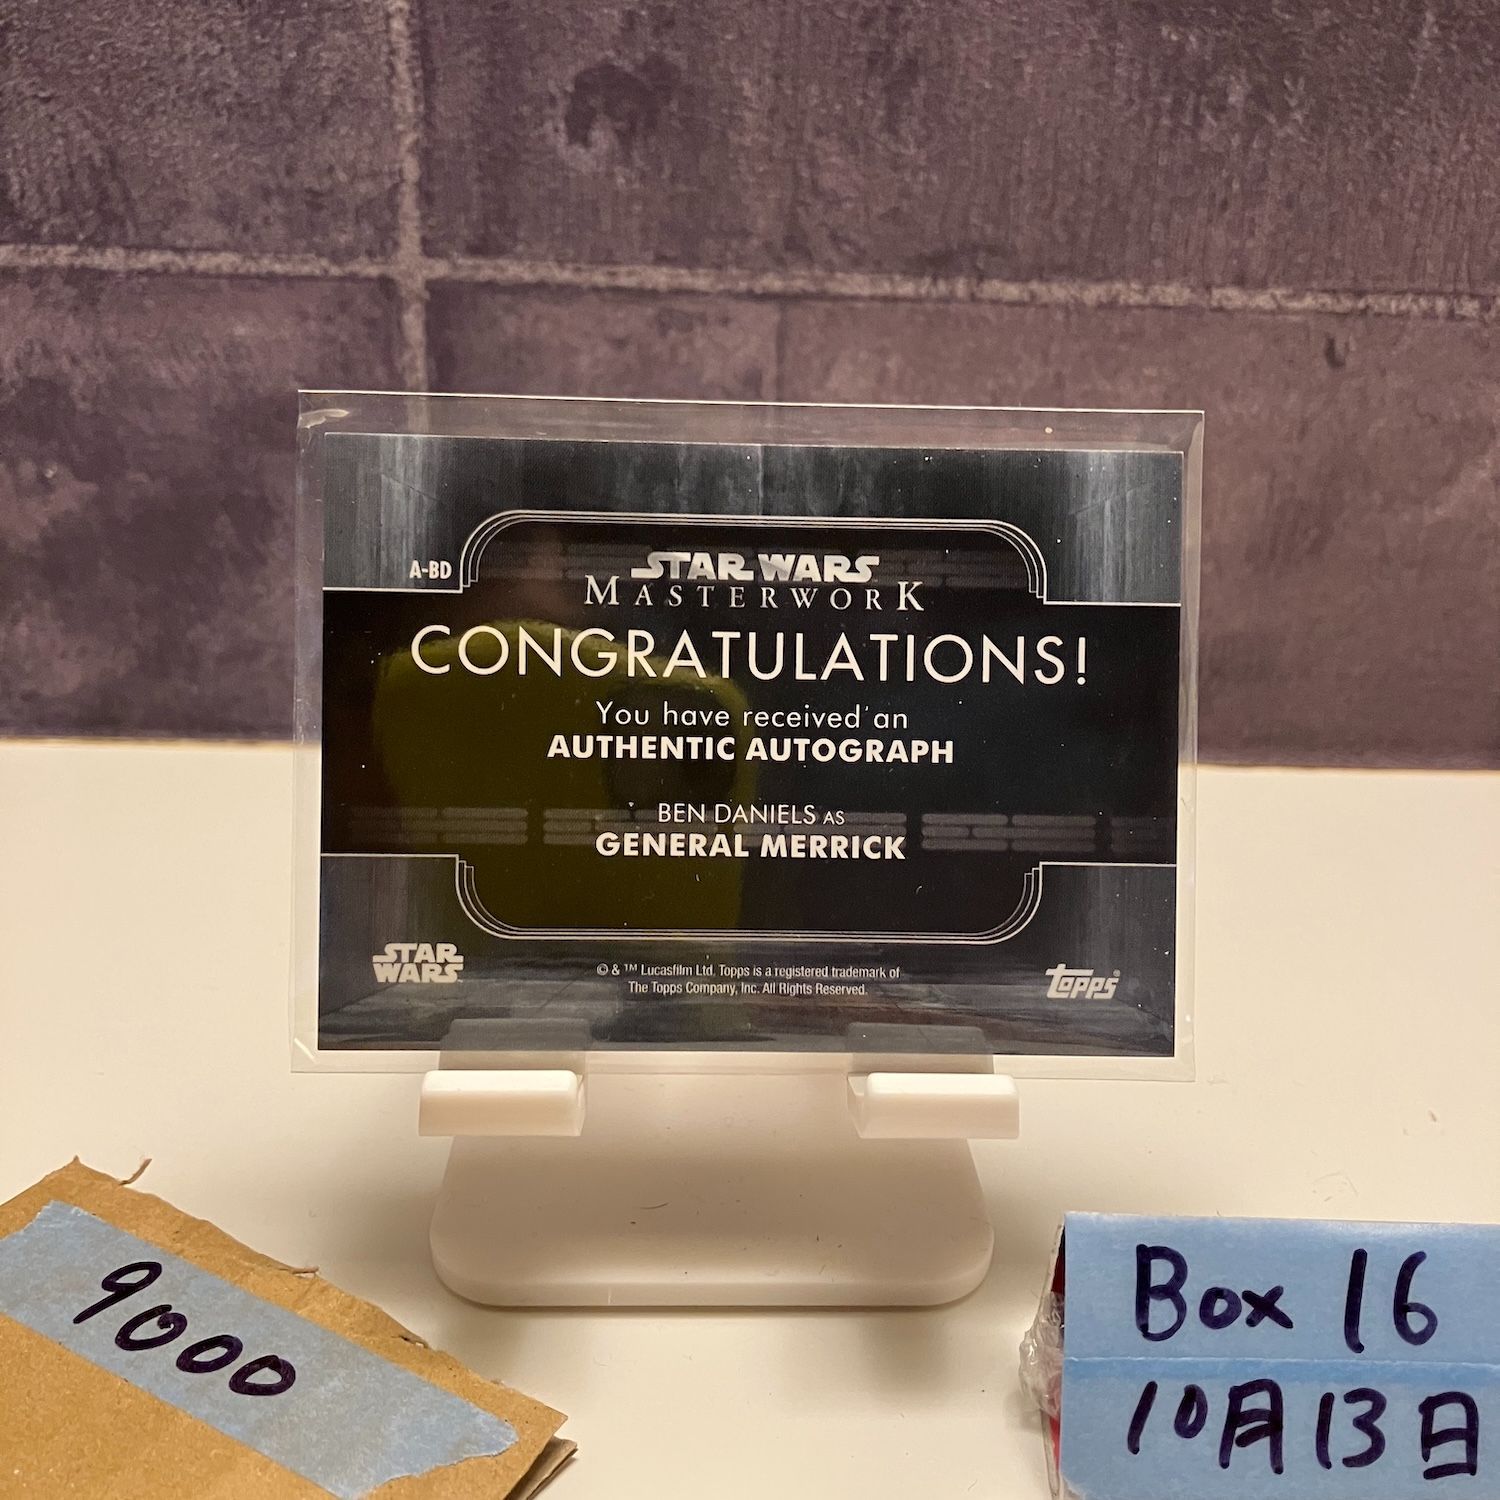 A-BD
STAR WARS
MASTERWORK
CONGRATULATIONS!
You have received an
AUTHENTIC AUTOGRAPH
BEN DANIELS AS
GENERAL MERRICK
STAR
WARS
© & ™ Lucasfilm Ltd. Topps is a registered trademark of
The Topps Company, Inc. All Rights Reserved.
topps®
9000
Box 16
10月13日